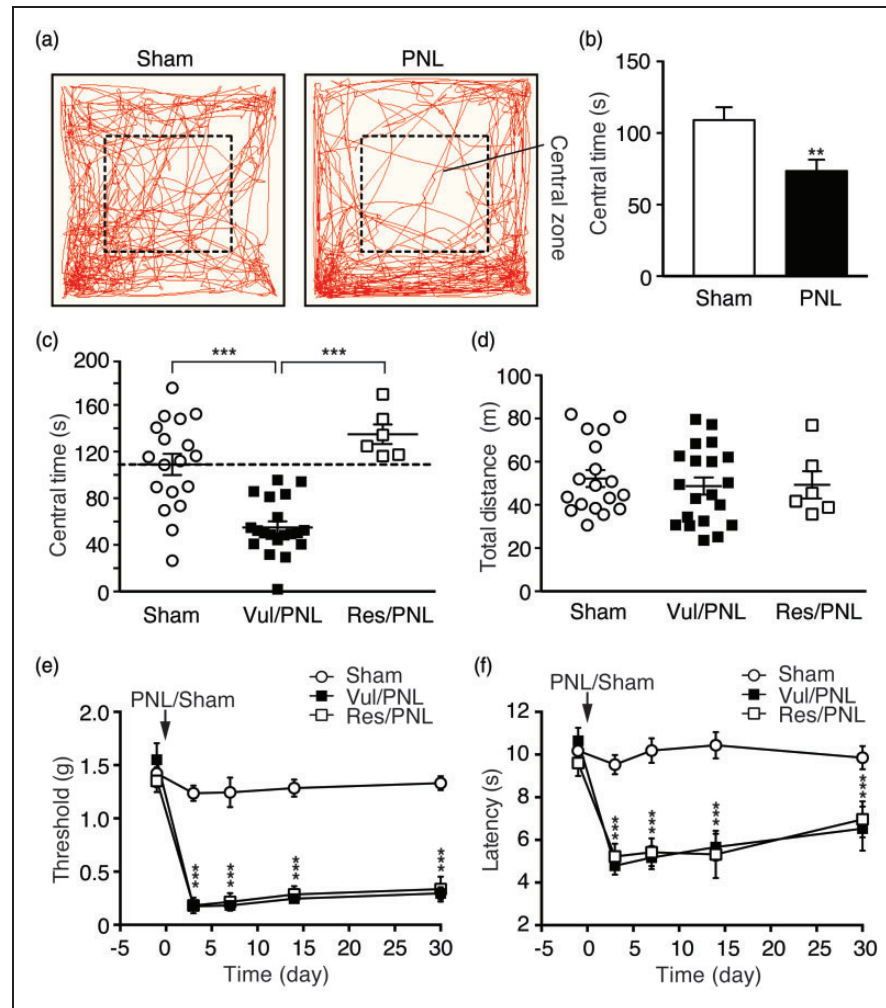 (a)
Sham
PNL
Central zone
(b)
150
100
50
0
Central time (s)
**
Sham
PNL
(c)
200
160
120
80
40
0
Central time (s)
***
***
Sham
Vul/PNL
Res/PNL
(d)
100
80
60
40
20
0
Total distance (m)
Sham
Vul/PNL
Res/PNL
(e)
Sham
Vul/PNL
Res/PNL
PNL/Sham
2.0
1.5
1.0
0.5
0
Threshold (g)
***
***
***
***
-5
0
5
10
15
20
25
30
Time (day)
(f)
Sham
Vul/PNL
Res/PNL
PNL/Sham
12
10
8
6
4
2
Latency (s)
***
***
***
***
-5
0
5
10
15
20
25
30
Time (day)